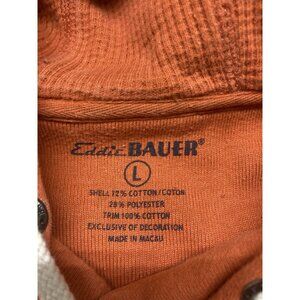 Eddie BAUER®
L
SHELL 72% COTTON/COTON
28% POLYESTER
TRIM 100% COTTON
EXCLUSIVE OF DECORATION
MADE IN MACAU